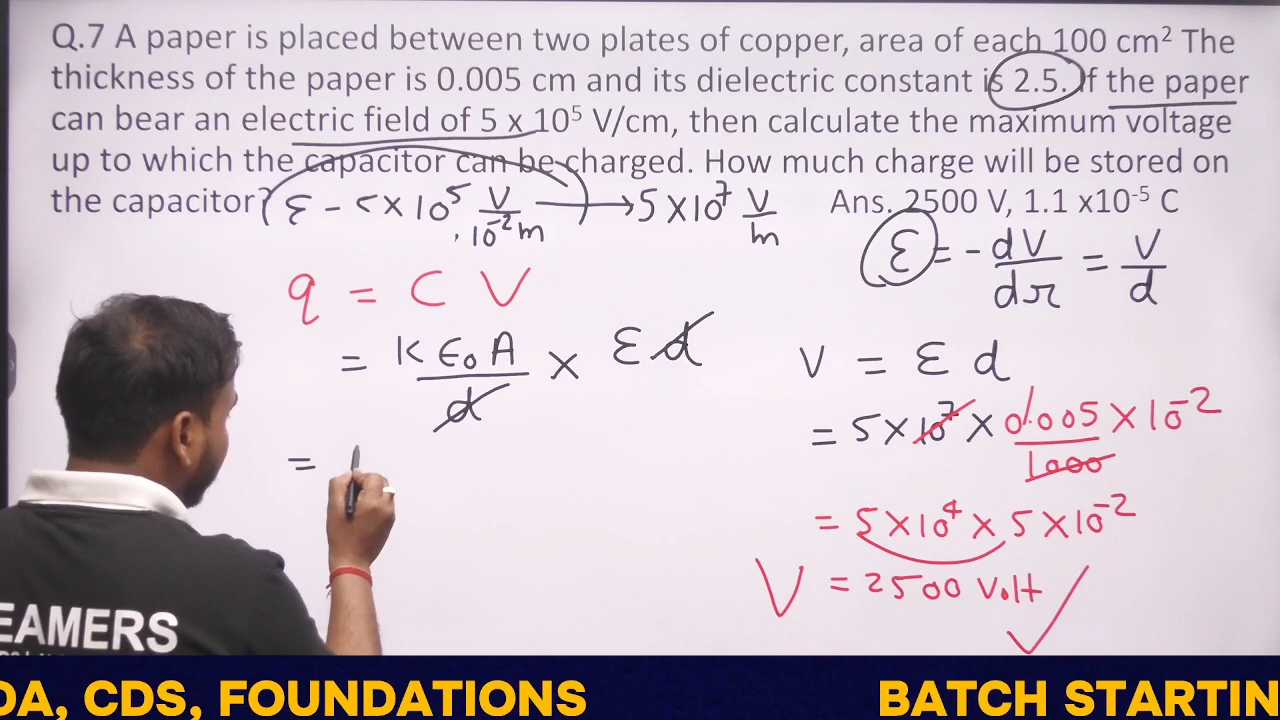 Q.7 A paper is placed between two plates of copper, area of each 100 cm² The
thickness of the paper is 0.005 cm and its dielectric constant is 2.5. If the paper
can bear an electric field of 5 x 10⁵ V/cm, then calculate the maximum voltage
up to which the capacitor can be charged. How much charge will be stored on
the capacitor? Ans. 2500 V, 1.1 x10⁻⁵ C
ε - 5 × 10⁵ V / 10⁻² m → 5 × 10⁷ V / m
ε = - dV / dr = V / d
q = C V
= K ε₀ A / d × ε d
V = ε d
= 5 × 10⁷ × 0.005 / 1000 × 10⁻²
= 5 × 10⁴ × 5 × 10⁻²
V = 2500 Volt
=
EAMERS
DA, CDS, FOUNDATIONS BATCH STARTIN